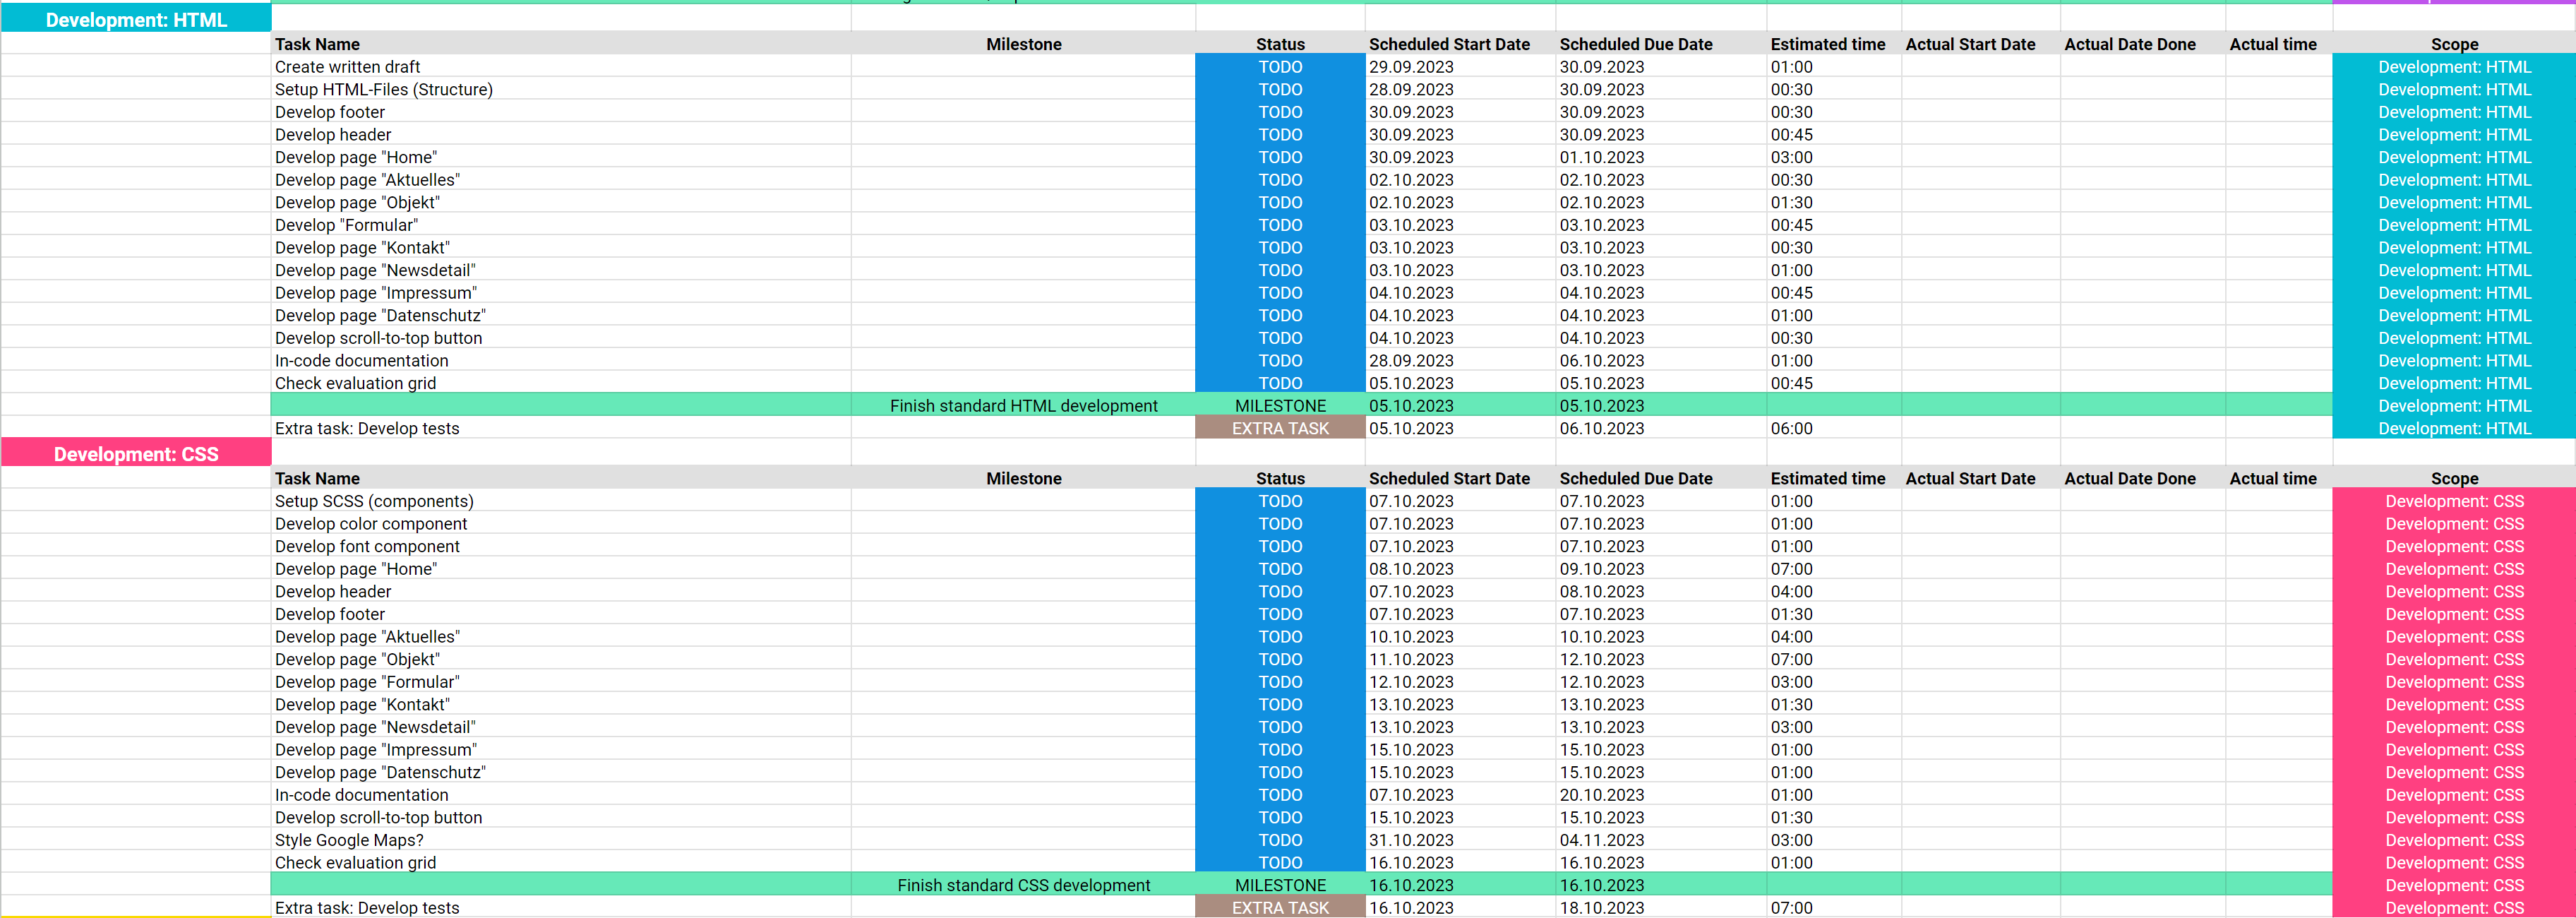 Development: HTML
Task Name Milestone Status Scheduled Start Date Scheduled Due Date Estimated time Actual Start Date Actual Date Done Actual time Scope
Create written draft TODO 29.09.2023 30.09.2023 01:00 Development: HTML
Setup HTML-Files (Structure) TODO 28.09.2023 30.09.2023 00:30 Development: HTML
Develop footer TODO 30.09.2023 30.09.2023 00:30 Development: HTML
Develop header TODO 30.09.2023 30.09.2023 00:45 Development: HTML
Develop page "Home" TODO 30.09.2023 01.10.2023 03:00 Development: HTML
Develop page "Aktuelles" TODO 02.10.2023 02.10.2023 00:30 Development: HTML
Develop page "Objekt" TODO 02.10.2023 02.10.2023 01:30 Development: HTML
Develop "Formular" TODO 03.10.2023 03.10.2023 00:45 Development: HTML
Develop page "Kontakt" TODO 03.10.2023 03.10.2023 00:30 Development: HTML
Develop page "Newsdetail" TODO 03.10.2023 03.10.2023 01:00 Development: HTML
Develop page "Impressum" TODO 04.10.2023 04.10.2023 00:45 Development: HTML
Develop page "Datenschutz" TODO 04.10.2023 04.10.2023 01:00 Development: HTML
Develop scroll-to-top button TODO 04.10.2023 04.10.2023 00:30 Development: HTML
In-code documentation TODO 28.09.2023 06.10.2023 01:00 Development: HTML
Check evaluation grid TODO 05.10.2023 05.10.2023 00:45 Development: HTML
Finish standard HTML development MILESTONE 05.10.2023 05.10.2023 Development: HTML
Extra task: Develop tests EXTRA TASK 05.10.2023 06.10.2023 06:00 Development: HTML
Development: CSS
Task Name Milestone Status Scheduled Start Date Scheduled Due Date Estimated time Actual Start Date Actual Date Done Actual time Scope
Setup SCSS (components) TODO 07.10.2023 07.10.2023 01:00 Development: CSS
Develop color component TODO 07.10.2023 07.10.2023 01:00 Development: CSS
Develop font component TODO 07.10.2023 07.10.2023 01:00 Development: CSS
Develop page "Home" TODO 08.10.2023 09.10.2023 07:00 Development: CSS
Develop header TODO 07.10.2023 08.10.2023 04:00 Development: CSS
Develop footer TODO 07.10.2023 07.10.2023 01:30 Development: CSS
Develop page "Aktuelles" TODO 10.10.2023 10.10.2023 04:00 Development: CSS
Develop page "Objekt" TODO 11.10.2023 12.10.2023 07:00 Development: CSS
Develop page "Formular" TODO 12.10.2023 12.10.2023 03:00 Development: CSS
Develop page "Kontakt" TODO 13.10.2023 13.10.2023 01:30 Development: CSS
Develop page "Newsdetail" TODO 13.10.2023 13.10.2023 03:00 Development: CSS
Develop page "Impressum" TODO 15.10.2023 15.10.2023 01:00 Development: CSS
Develop page "Datenschutz" TODO 15.10.2023 15.10.2023 01:00 Development: CSS
In-code documentation TODO 07.10.2023 20.10.2023 01:00 Development: CSS
Develop scroll-to-top button TODO 15.10.2023 15.10.2023 01:30 Development: CSS
Style Google Maps? TODO 31.10.2023 04.11.2023 03:00 Development: CSS
Check evaluation grid TODO 16.10.2023 16.10.2023 01:00 Development: CSS
Finish standard CSS development MILESTONE 16.10.2023 16.10.2023 Development: CSS
Extra task: Develop tests EXTRA TASK 16.10.2023 18.10.2023 07:00 Development: CSS